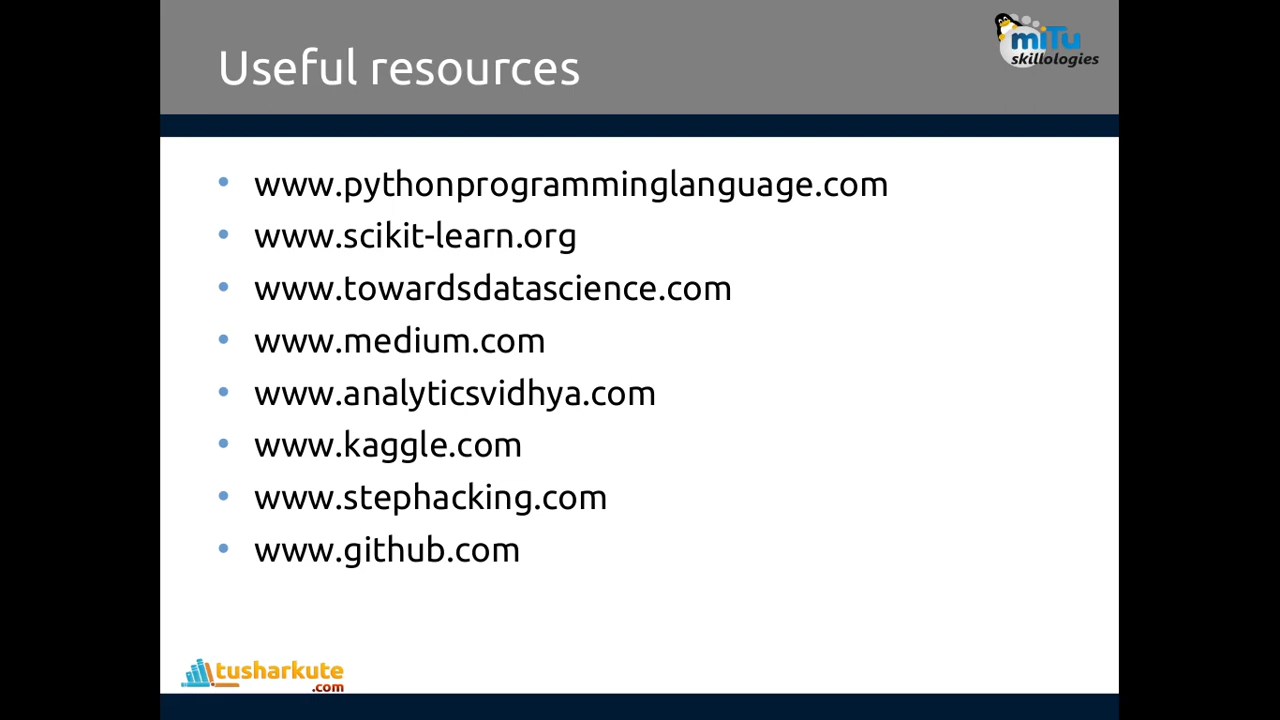 Useful resources
miTu
skillologies
• www.pythonprogramminglanguage.com
• www.scikit-learn.org
• www.towardsdatascience.com
• www.medium.com
• www.analyticsvidhya.com
• www.kaggle.com
• www.stephacking.com
• www.github.com
tusharkute
.com